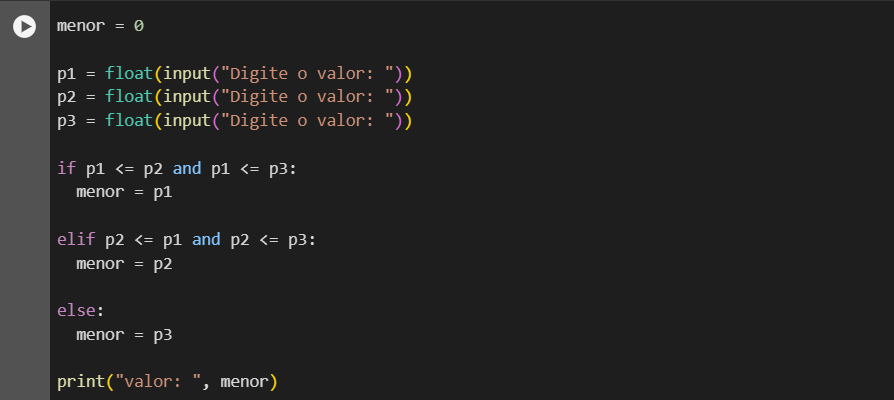 menor = 0
p1 = float(input("Digite o valor: "))
p2 = float(input("Digite o valor: "))
p3 = float(input("Digite o valor: "))
if p1 <= p2 and p1 <= p3:
  menor = p1
elif p2 <= p1 and p2 <= p3:
  menor = p2
else:
  menor = p3
print("valor: ", menor)